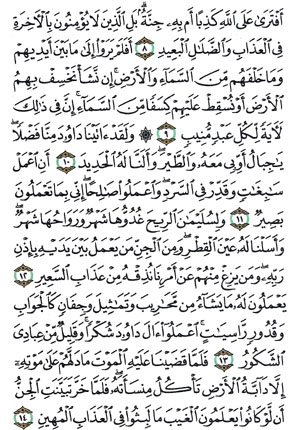 أَفْتَرَىٰ عَلَى ٱللَّهِ كَذِبًا أَم بِهِۦ جِنَّةٌۢ ۗ بَلِ ٱلَّذِينَ لَا يُؤْمِنُونَ بِٱلْءَاخِرَةِ
فِى ٱلْعَذَابِ وَٱلضَّلَـٰلِ ٱلْبَعِيدِ ٨ أَفَلَمْ يَرَوْا۟ إِلَىٰ مَا بَيْنَ أَيْدِيهِمْ
وَمَا خَلْفَهُم مِّنَ ٱلسَّمَآءِ وَٱلْأَرْضِ ۚ إِن نَّشَأْ نَخْسِفْ بِهِمُ
ٱلْأَرْضَ أَوْ نُسْقِطْ عَلَيْهِمْ كِسَفًا مِّنَ ٱلسَّمَآءِ ۚ إِنَّ فِى ذَٰلِكَ
لَـَٔايَةً لِّكُلِّ عَبْدٍ مُّنِيبٍ ٩ ۞ وَلَقَدْ ءَاتَيْنَا دَاوُۥدَ مِنَّا فَضْلًا ۖ
يَـٰجِبَالُ أَوِّبِى مَعَهُۥ وَٱلطَّيْرَ ۖ وَأَلَنَّا لَهُ ٱلْحَدِيدَ ١٠ أَنِ ٱعْمَلْ
سَـٰبِغَـٰتٍ وَقَدِّرْ فِى ٱلسَّرْدِ ۖ وَٱعْمَلُوا۟ صَـٰلِحًا ۖ إِنِّى بِمَا تَعْمَلُونَ
بَصِيرٌ ١١ وَلِسُلَيْمَـٰنَ ٱلرِّيحَ غُدُوُّهَا شَهْرٌ وَرَوَاحُهَا شَهْرٌ ۖ
وَأَسَلْنَا لَهُۥ عَيْنَ ٱلْقِطْرِ ۖ وَمِنَ ٱلْجِنِّ مَن يَعْمَلُ بَيْنَ يَدَيْهِ بِإِذْنِ
رَبِّهِۦ ۖ وَمَن يَزِغْ مِنْهُمْ عَنْ أَمْرِنَا نُذِقْهُ مِنْ عَذَابِ ٱلسَّعِيرِ ١٢
يَعْمَلُونَ لَهُۥ مَا يَشَآءُ مِن مَّحَـٰرِيبَ وَتَمَـٰثِيلَ وَجِفَانٍ كَٱلْجَوَابِ
وَقُدُورٍ رَّاسِيَـٰتٍ ۚ ٱعْمَلُوٓا۟ ءَالَ دَاوُۥدَ شُكْرًا ۚ وَقَلِيلٌ مِّنْ عِبَادِىَ
ٱلشَّكُورُ ١٣ فَلَمَّا قَضَيْنَا عَلَيْهِ ٱلْمَوْتَ مَا دَلَّهُمْ عَلَىٰ مَوْتِهِۦٓ
إِلَّا دَآبَّةُ ٱلْأَرْضِ تَأْكُلُ مِنسَأَتَهُۥ ۖ فَلَمَّا خَرَّ تَبَيَّنَتِ ٱلْجِنُّ
أَن لَّوْ كَانُوا۟ يَعْلَمُونَ ٱلْغَيْبَ مَا لَبِثُوا۟ فِى ٱلْعَذَابِ ٱلْمُهِينِ ١٤